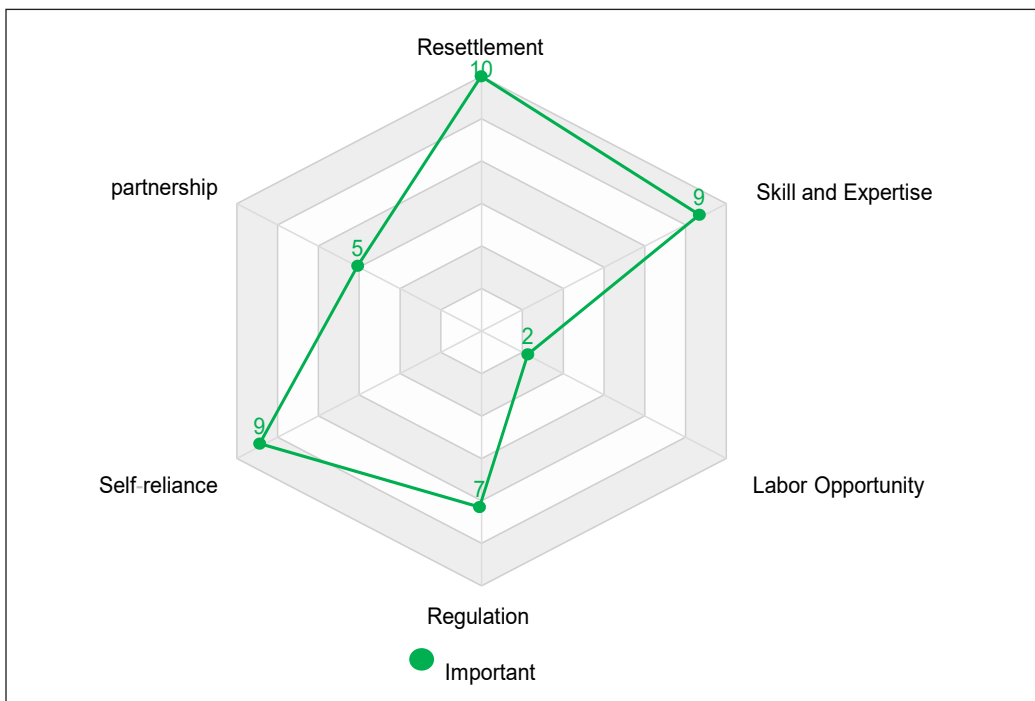 Resettlement
10
partnership
Skill and Expertise
9
5
2
9
Self-reliance
7
Labor Opportunity
Regulation
Important